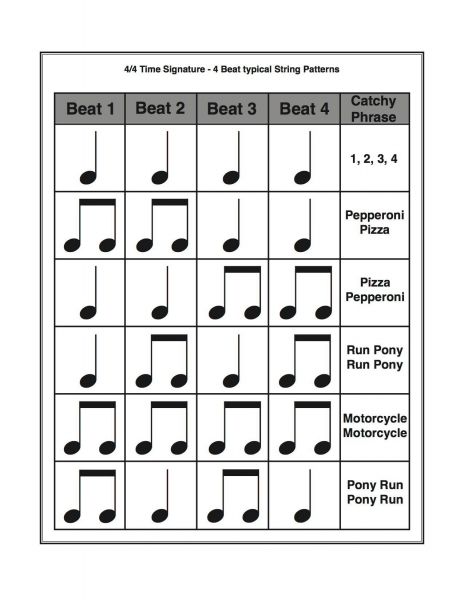 4/4 Time Signature - 4 Beat typical String Patterns
Beat 1 Beat 2 Beat 3 Beat 4 Catchy
Phrase
1, 2, 3, 4
Pepperoni
Pizza
Pizza
Pepperoni
Run Pony
Run Pony
Motorcycle
Motorcycle
Pony Run
Pony Run